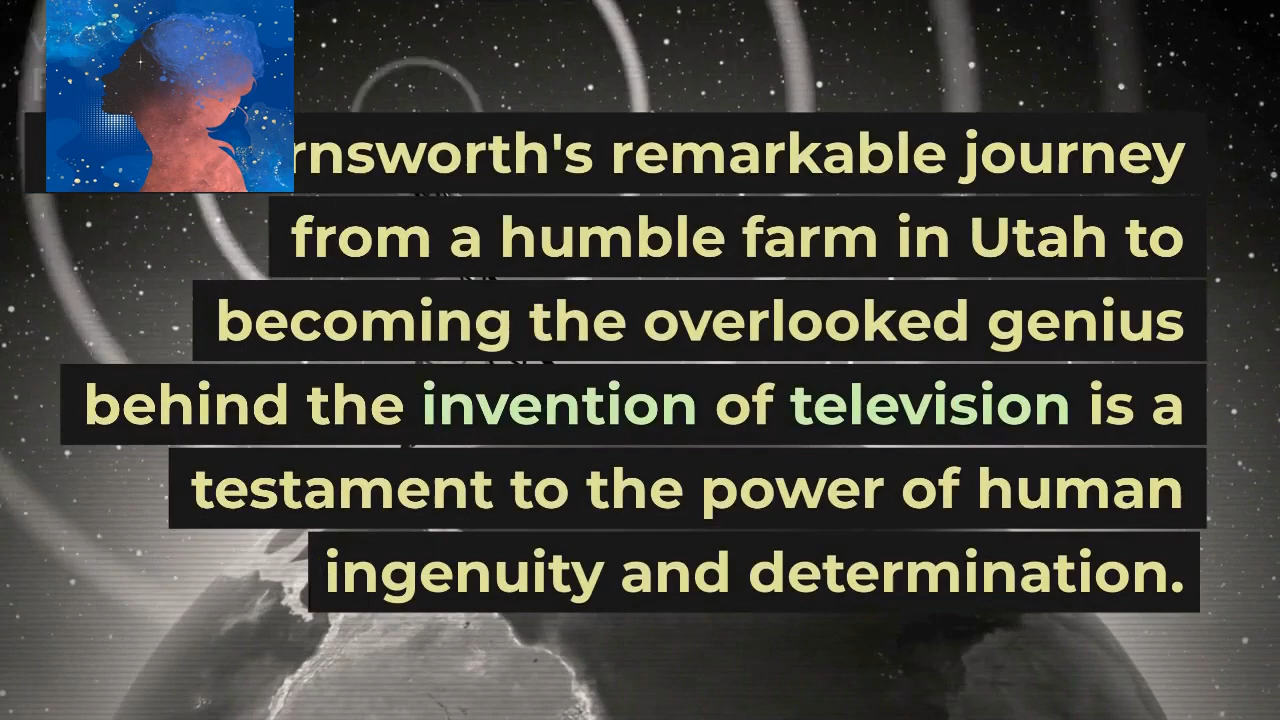 rnsworth's remarkable journey
from a humble farm in Utah to
becoming the overlooked genius
behind the invention of television is a
testament to the power of human
ingenuity and determination.